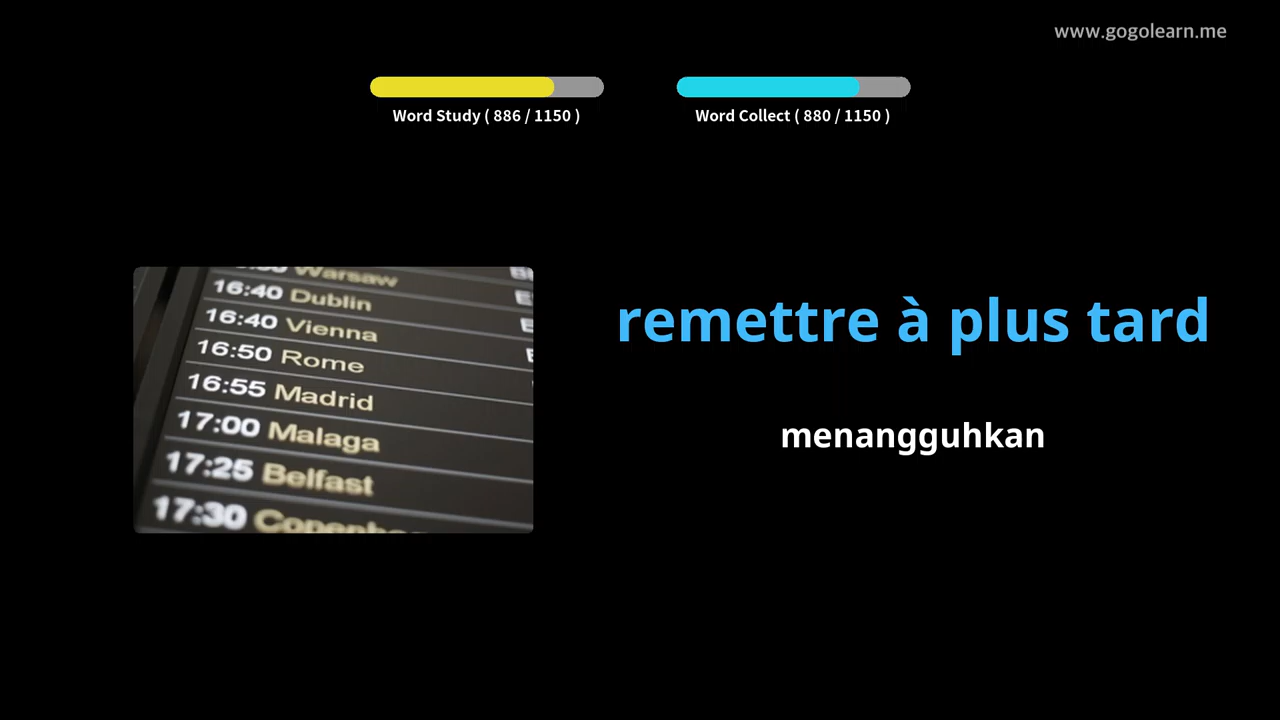 www.gogolearn.me
Word Study ( 886 / 1150 )
Word Collect ( 880 / 1150 )
Warsaw
16:40 Dublin
16:40 Vienna
16:50 Rome
16:55 Madrid
17:00 Malaga
17:25 Belfast
17:30
remettre à plus tard
menangguhkan